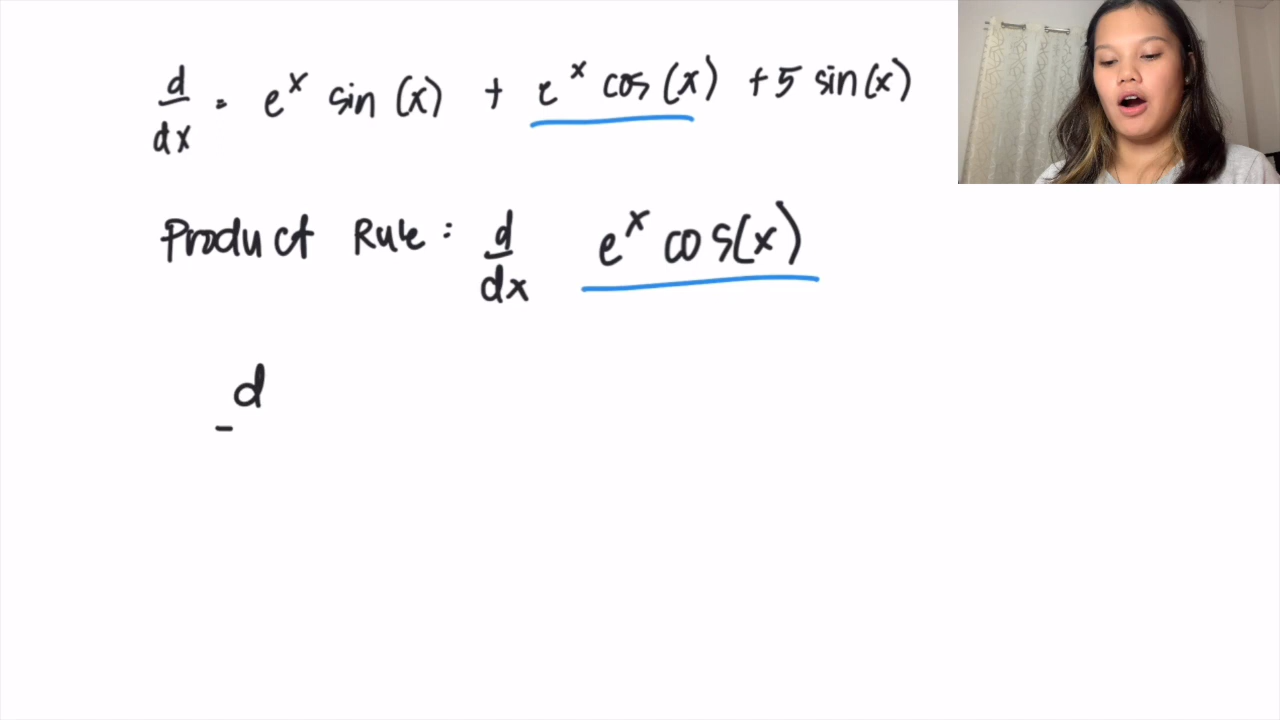 d/dx = e^x sin (x) + e^x cos (x) + 5 sin(x)
Product Rule : d/dx e^x cos(x)
d